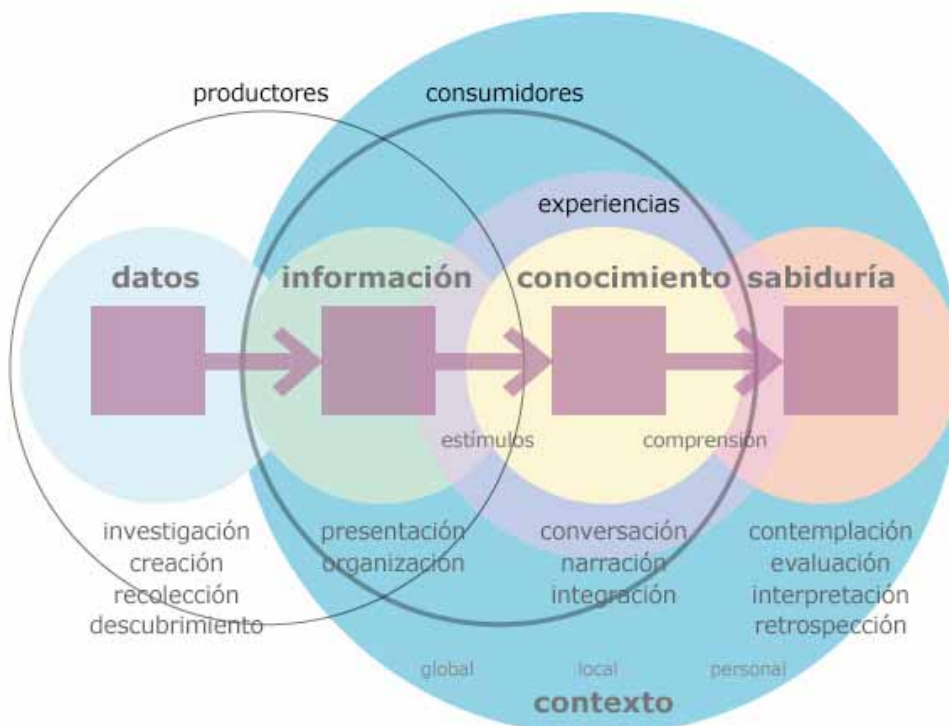 productores
consumidores
experiencias
datos
información
conocimiento
sabiduría
estímulos
comprensión
investigación
creación
recolección
descubrimiento
presentación
organización
conversación
narración
integración
contemplación
evaluación
interpretación
retrospección
global
local
personal
contexto